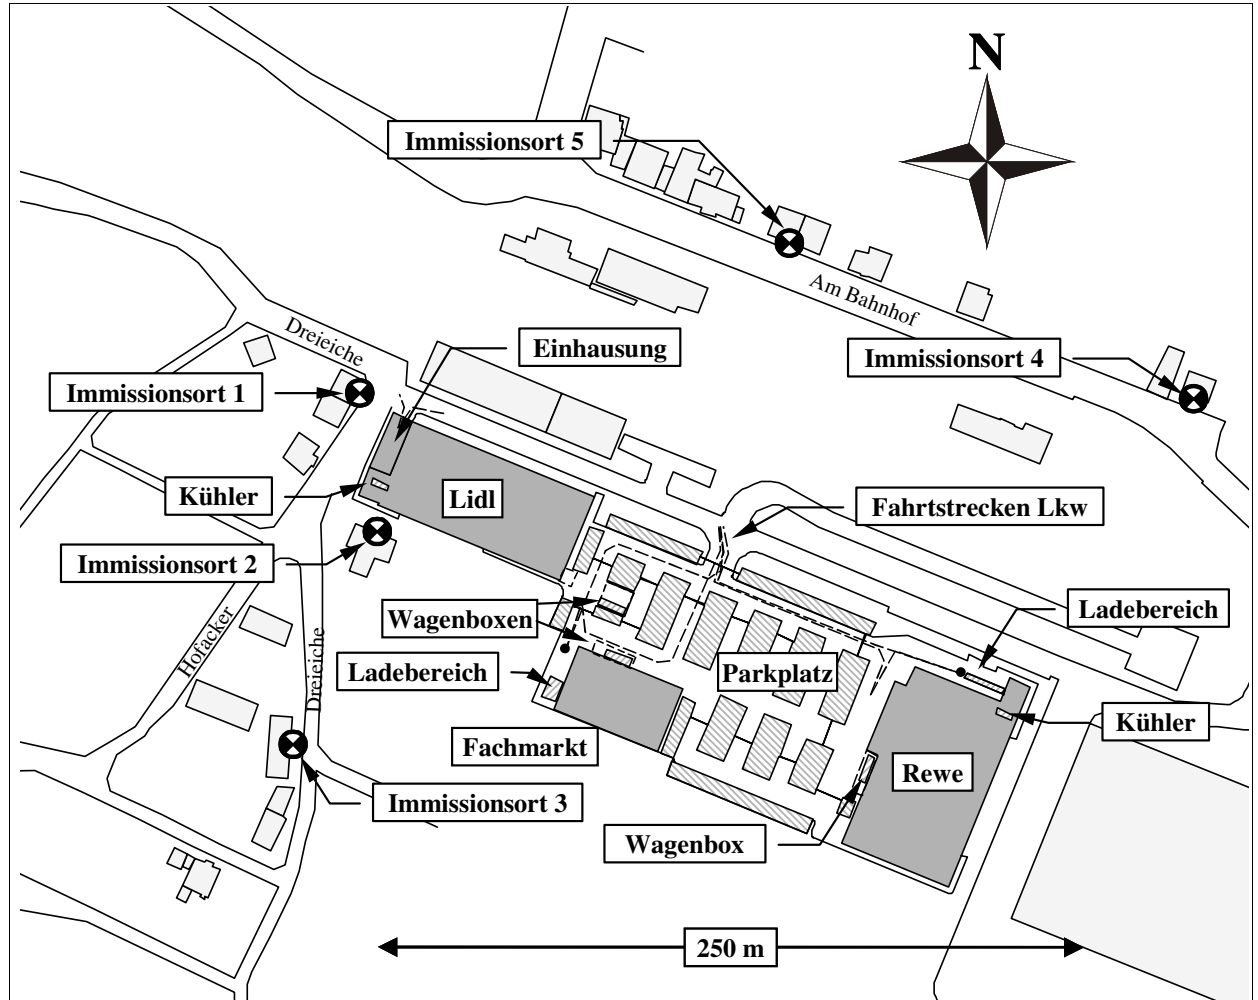 N
Immissionsort 5
Am Bahnhof
Dreieiche
Einhausung
Immissionsort 4
Immissionsort 1
Kühler
Lidl
Fahrtstrecken Lkw
Immissionsort 2
Wagenboxen
Ladebereich
Hofacker
Dreieiche
Ladebereich
Parkplatz
Kühler
Fachmarkt
Rewe
Immissionsort 3
Wagenbox
250 m